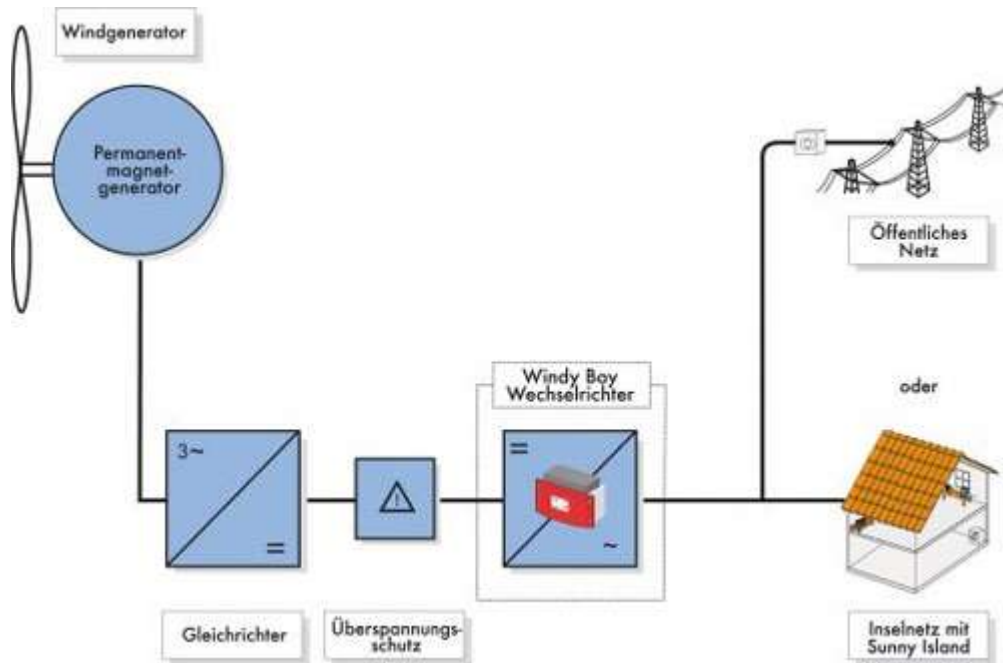 Windgenerator
Permanent-
magnet-
generator
Öffentliches
Netz
oder
Windy Boy
Wechselrichter
3~
=
=
~
Gleichrichter
Überspannungs-
schutz
Inselnetz mit
Sunny Island